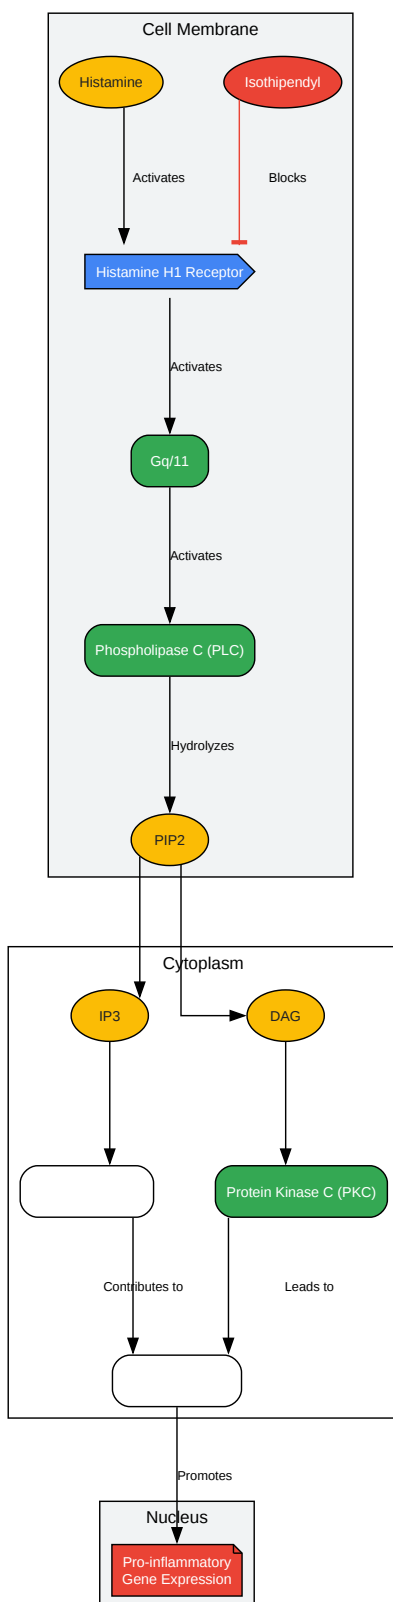 Cell Membrane
Histamine
Isothipendyl
Activates
Blocks
Histamine H1 Receptor
Activates
Gq/11
Activates
Phospholipase C (PLC)
Hydrolyzes
PIP2
Cytoplasm
IP3
DAG
Protein Kinase C (PKC)
Contributes to
Leads to
Promotes
Nucleus
Pro-inflammatory
Gene Expression